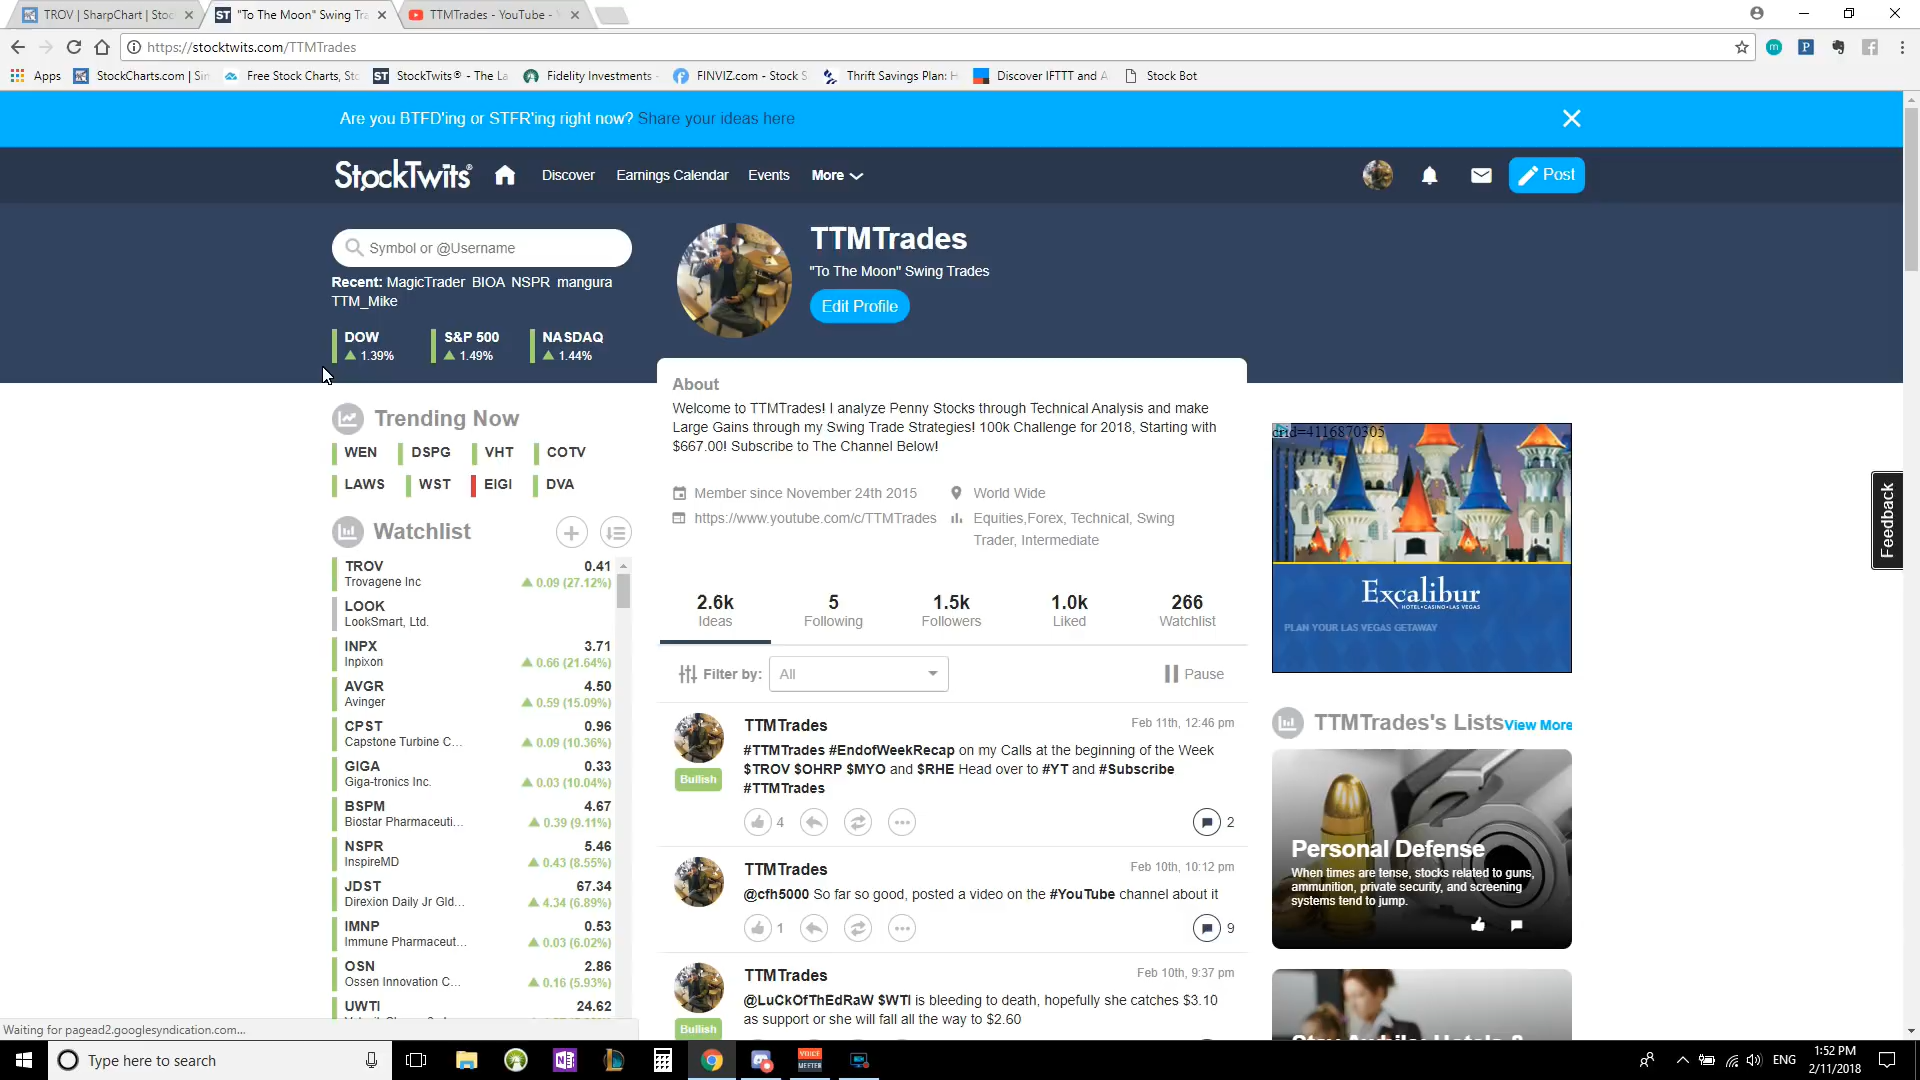 TROV | SharpChart | Stoc
"To The Moon" Swing Tra
TTMTrades - YouTube -
https://stocktwits.com/TTMTrades
Apps
StockCharts.com | Sim
Free Stock Charts, Sto
StockTwits® - The La
Fidelity Investments
FINVIZ.com - Stock S
Thrift Savings Plan: H
Discover IFTTT and A
Stock Bot
Are you BTFD'ing or STFR'ing right now? Share your ideas here
StockTwits®
Discover
Earnings Calendar
Events
More
Post
Symbol or @Username
Recent: MagicTrader BIOA NSPR mangura
TTM_Mike
DOW
1.39%
S&P 500
1.49%
NASDAQ
1.44%
TTMTrades
"To The Moon" Swing Trades
Edit Profile
Trending Now
WEN DSPG VHT COTV
LAWS WST EIGI DVA
Watchlist
TROV 0.41
Trovagene Inc 0.09 (27.12%)
LOOK
LookSmart, Ltd.
INPX 3.71
Inpixon 0.66 (21.64%)
AVGR 4.50
Avinger 0.59 (15.09%)
CPST 0.96
Capstone Turbine C... 0.09 (10.36%)
GIGA 0.33
Giga-tronics Inc. 0.03 (10.04%)
BSPM 4.67
Biostar Pharmaceuti... 0.39 (9.11%)
NSPR 5.46
InspireMD 0.43 (8.55%)
JDST 67.34
Direxion Daily Jr Gld... 4.34 (6.89%)
IMNP 0.53
Immune Pharmaceut... 0.03 (6.02%)
OSN 2.86
Ossen Innovation C... 0.16 (5.93%)
UWTI 24.62
About
Welcome to TTMTrades! I analyze Penny Stocks through Technical Analysis and make
Large Gains through my Swing Trade Strategies! 100k Challenge for 2018, Starting with
$667.00! Subscribe to The Channel Below!
Member since November 24th 2015
World Wide
https://www.youtube.com/c/TTMTrades
Equities,Forex, Technical, Swing
Trader, Intermediate
2.6k
Ideas
5
Following
1.5k
Followers
1.0k
Liked
266
Watchlist
Filter by:
All
Pause
TTMTrades
Feb 11th, 12:46 pm
#TTMTrades #EndofWeekRecap on my Calls at the beginning of the Week
$TROV $OHRP $MYO and $RHE Head over to #YT and #Subscribe
#TTMTrades
Bullish
4
2
TTMTrades
Feb 10th, 10:12 pm
@cfh5000 So far so good, posted a video on the #YouTube channel about it
1
9
TTMTrades
Feb 10th, 9:37 pm
@LuCkOfThEdRaW $WTI is bleeding to death, hopefully she catches $3.10
as support or she will fall all the way to $2.60
Bullish
crid=4116870305
Excalibur
HOTEL•CASINO•LAS VEGAS
PLAN YOUR LAS VEGAS GETAWAY
TTMTrades's Lists
View More
Personal Defense
When times are tense, stocks related to guns,
ammunition, private security, and screening
systems tend to jump.
Feedback
Waiting for pagead2.googlesyndication.com...
Type here to search
VOICE
MEETER
ENG
1:52 PM
2/11/2018